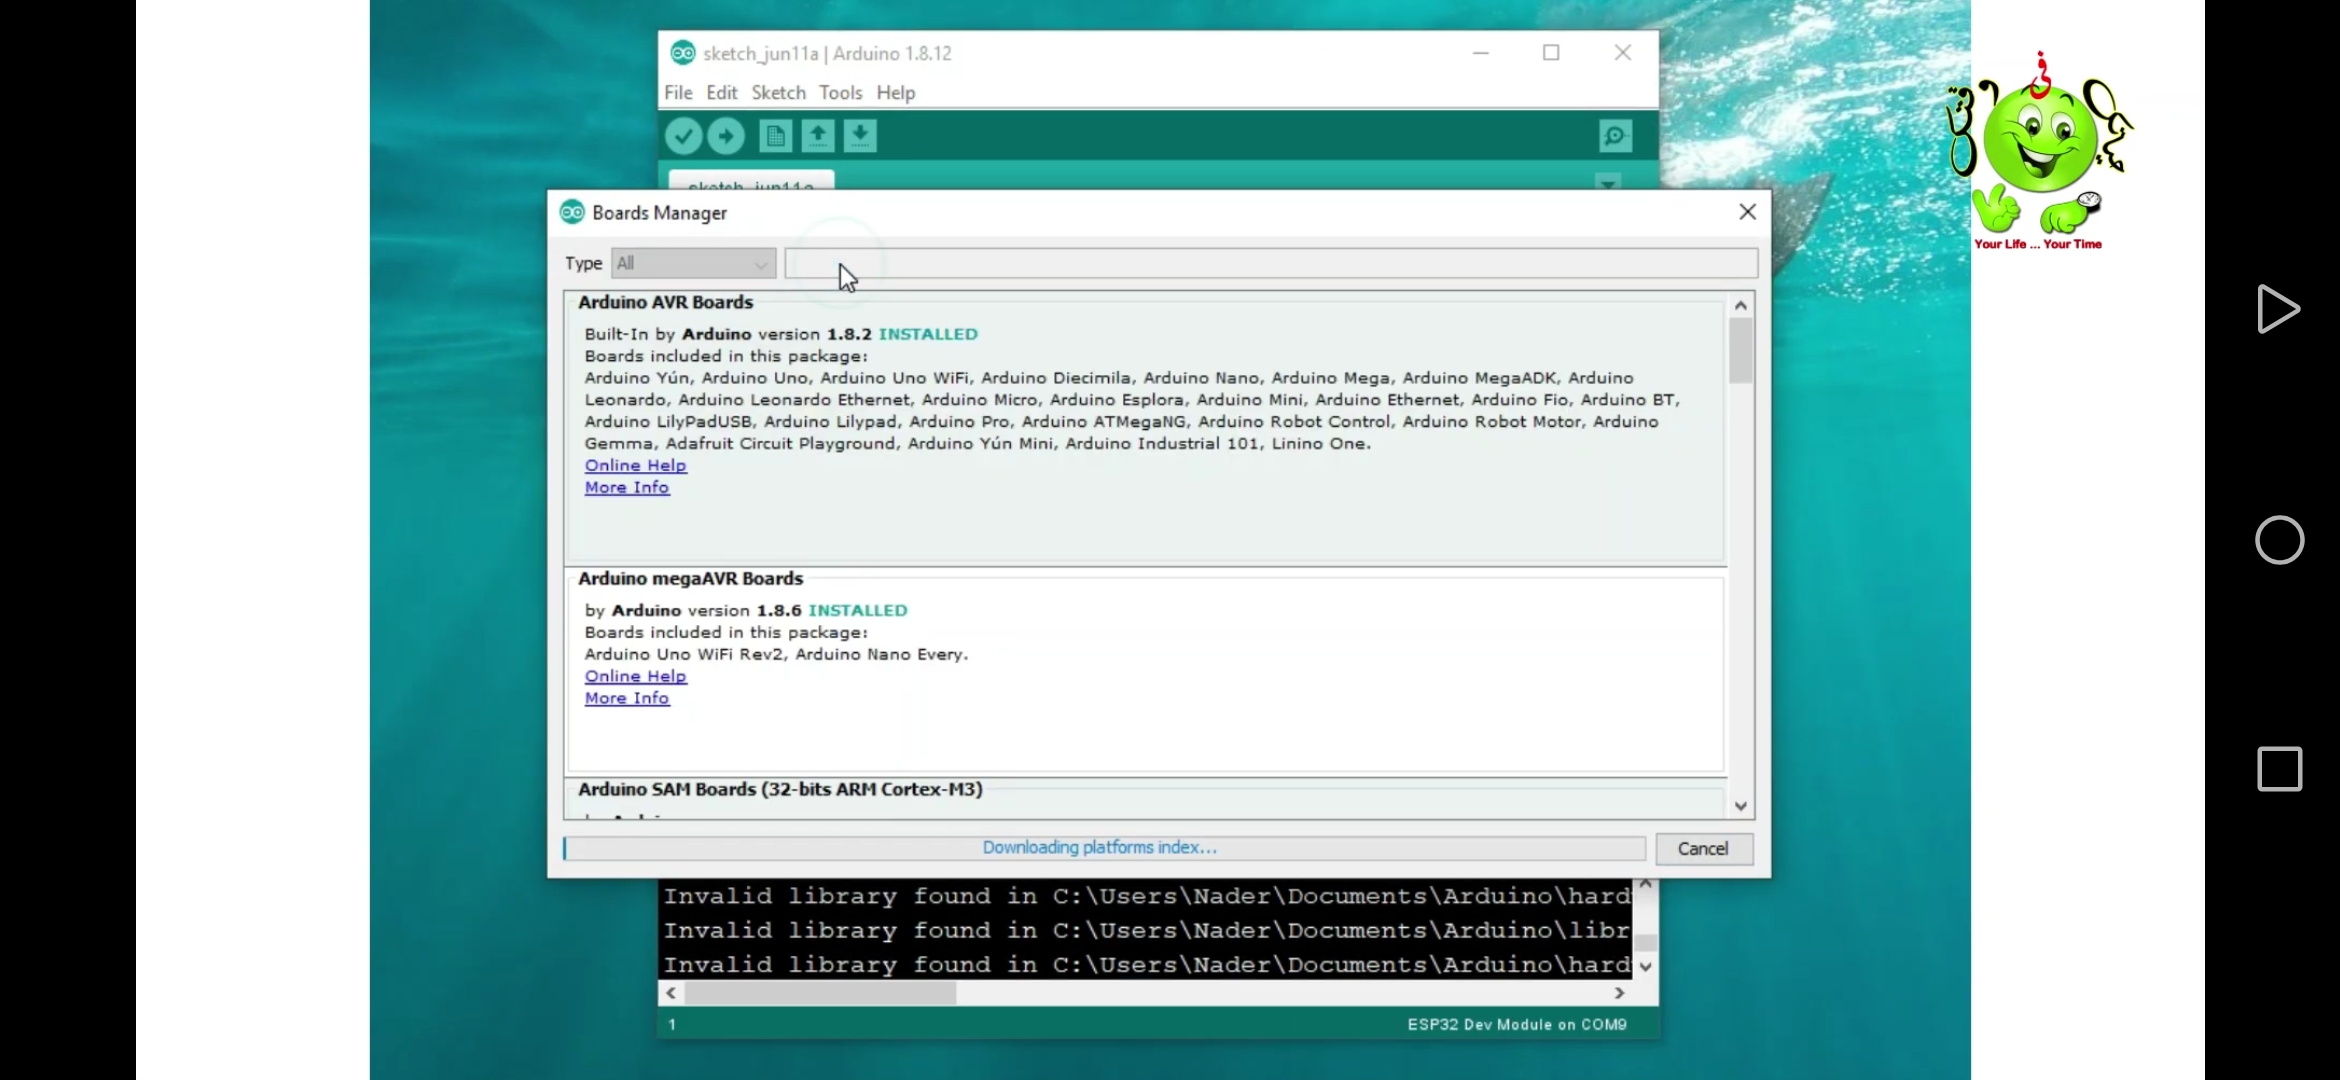 sketch_jun11a | Arduino 1.8.12
File Edit Sketch Tools Help
sketch_jun11a
Boards Manager
Type All
Arduino AVR Boards
Built-In by Arduino version 1.8.2 INSTALLED
Boards included in this package:
Arduino Yún, Arduino Uno, Arduino Uno WiFi, Arduino Diecimila, Arduino Nano, Arduino Mega, Arduino MegaADK, Arduino
Leonardo, Arduino Leonardo Ethernet, Arduino Micro, Arduino Esplora, Arduino Mini, Arduino Ethernet, Arduino Fio, Arduino BT,
Arduino LilyPadUSB, Arduino Lilypad, Arduino Pro, Arduino ATMegaNG, Arduino Robot Control, Arduino Robot Motor, Arduino
Gemma, Adafruit Circuit Playground, Arduino Yún Mini, Arduino Industrial 101, Linino One.
Online Help
More Info
Arduino megaAVR Boards
by Arduino version 1.8.6 INSTALLED
Boards included in this package:
Arduino Uno WiFi Rev2, Arduino Nano Every.
Online Help
More Info
Arduino SAM Boards (32-bits ARM Cortex-M3)
Downloading platforms index...
Cancel
Invalid library found in C:\Users\Nader\Documents\Arduino\hard
Invalid library found in C:\Users\Nader\Documents\Arduino\libr
Invalid library found in C:\Users\Nader\Documents\Arduino\hard
1
ESP32 Dev Module on COM9
في
Your Life ... Your Time